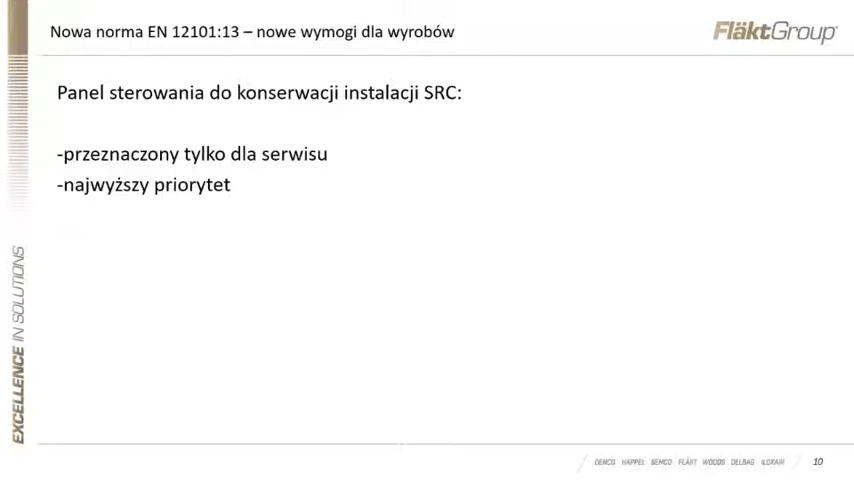 Nowa norma EN 12101:13 – nowe wymogi dla wyrobów
FläktGroup
Panel sterowania do konserwacji instalacji SRC:
-przeznaczony tylko dla serwisu
-najwyższy priorytet
EXCELLENCE IN SOLUTIONS
DENCO HAPPEL SEMCO FLÄKT WOODS DELBAG ILOXAIR 10